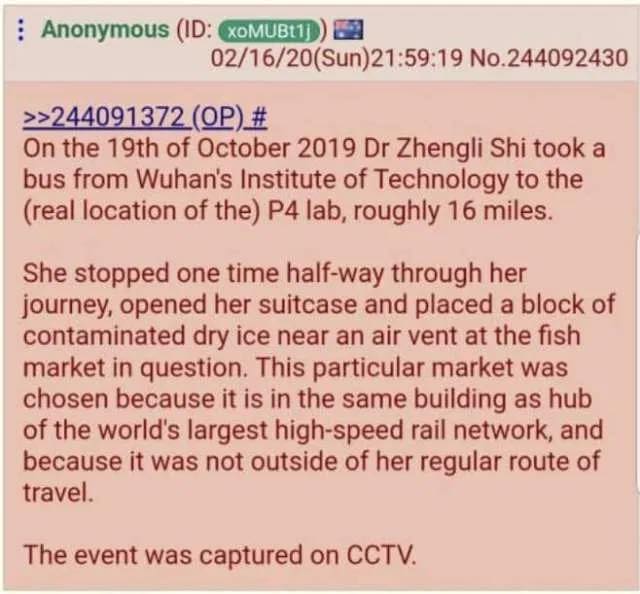 Anonymous (ID: xoMUBt1j)
02/16/20(Sun)21:59:19 No.244092430
>>244091372 (OP) #
On the 19th of October 2019 Dr Zhengli Shi took a
bus from Wuhan's Institute of Technology to the
(real location of the) P4 lab, roughly 16 miles.
She stopped one time half-way through her
journey, opened her suitcase and placed a block of
contaminated dry ice near an air vent at the fish
market in question. This particular market was
chosen because it is in the same building as hub
of the world's largest high-speed rail network, and
because it was not outside of her regular route of
travel.
The event was captured on CCTV.